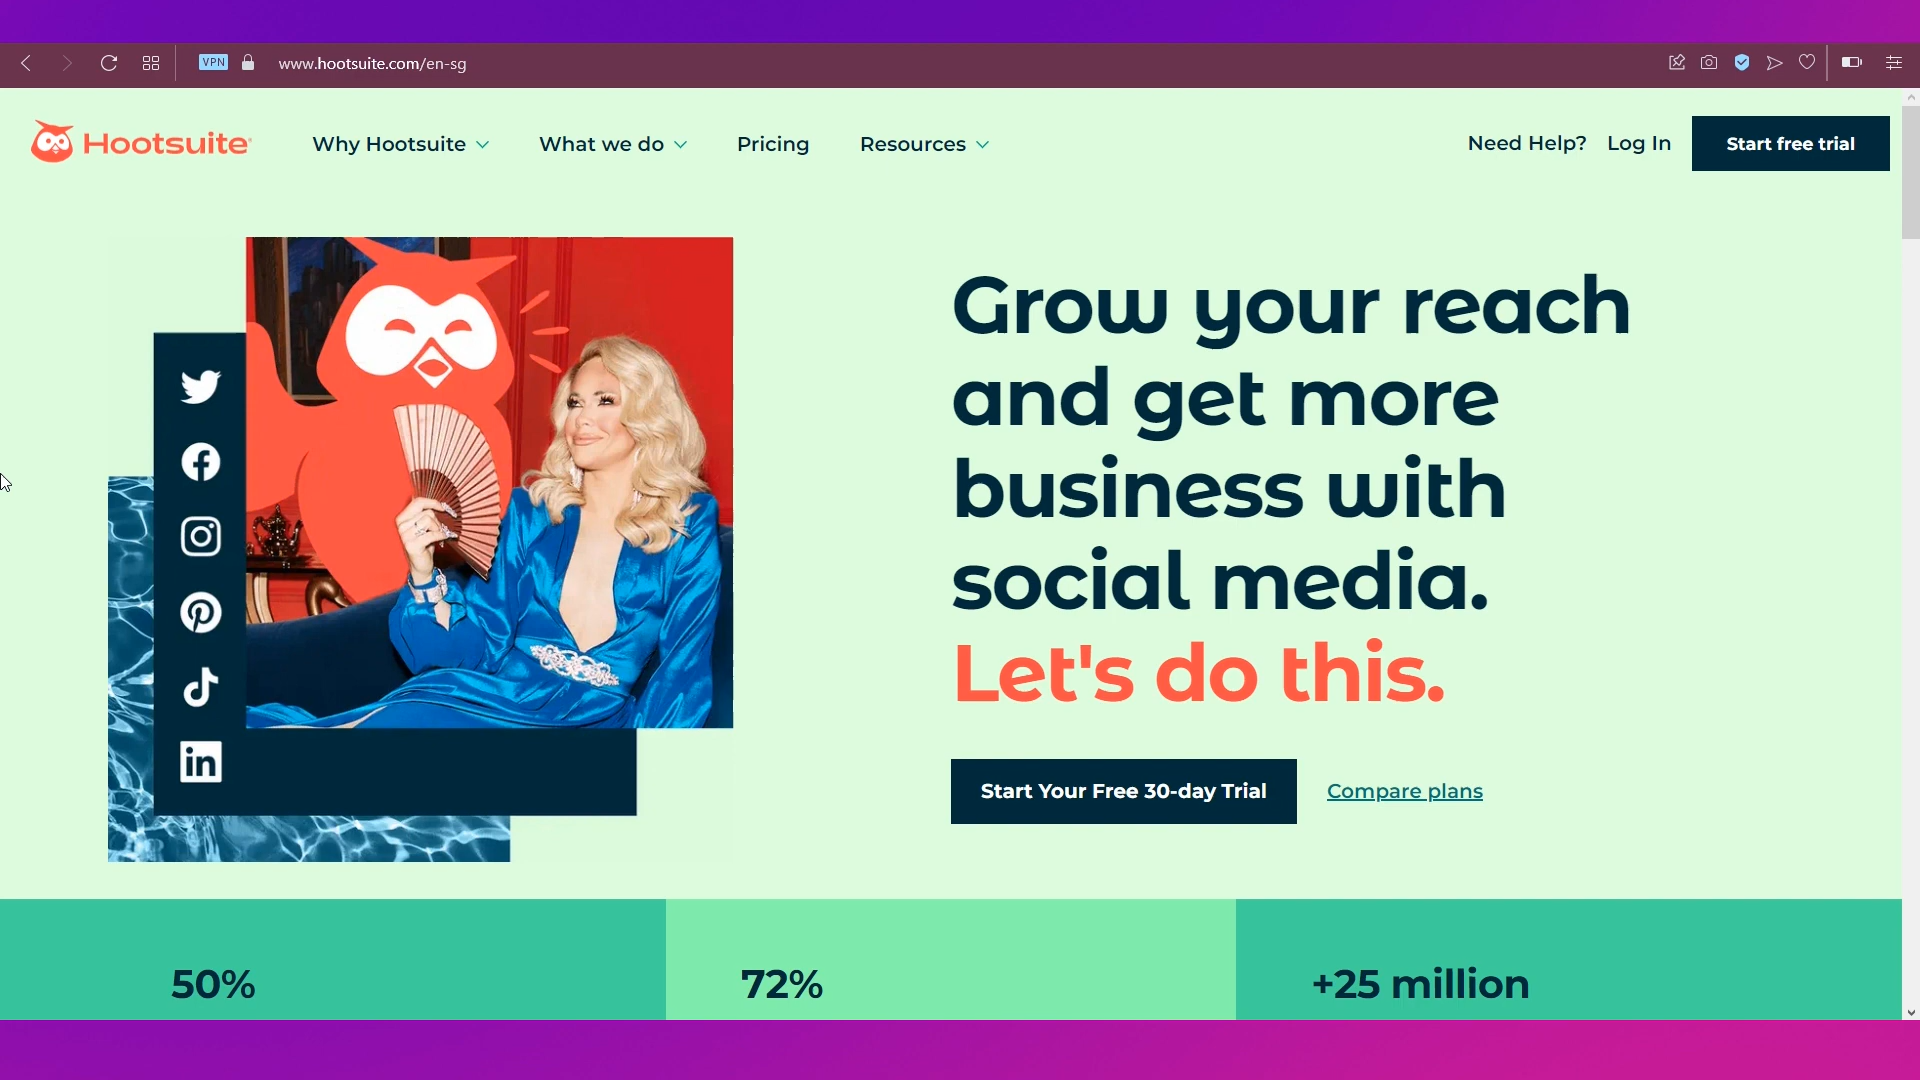 VPN
www.hootsuite.com/en-sg
Hootsuite
Why Hootsuite
What we do
Pricing
Resources
Need Help?
Log In
Start free trial
Grow your reach
and get more
business with
social media.
Let's do this.
in
Start Your Free 30-day Trial
Compare plans
50%
72%
+25 million